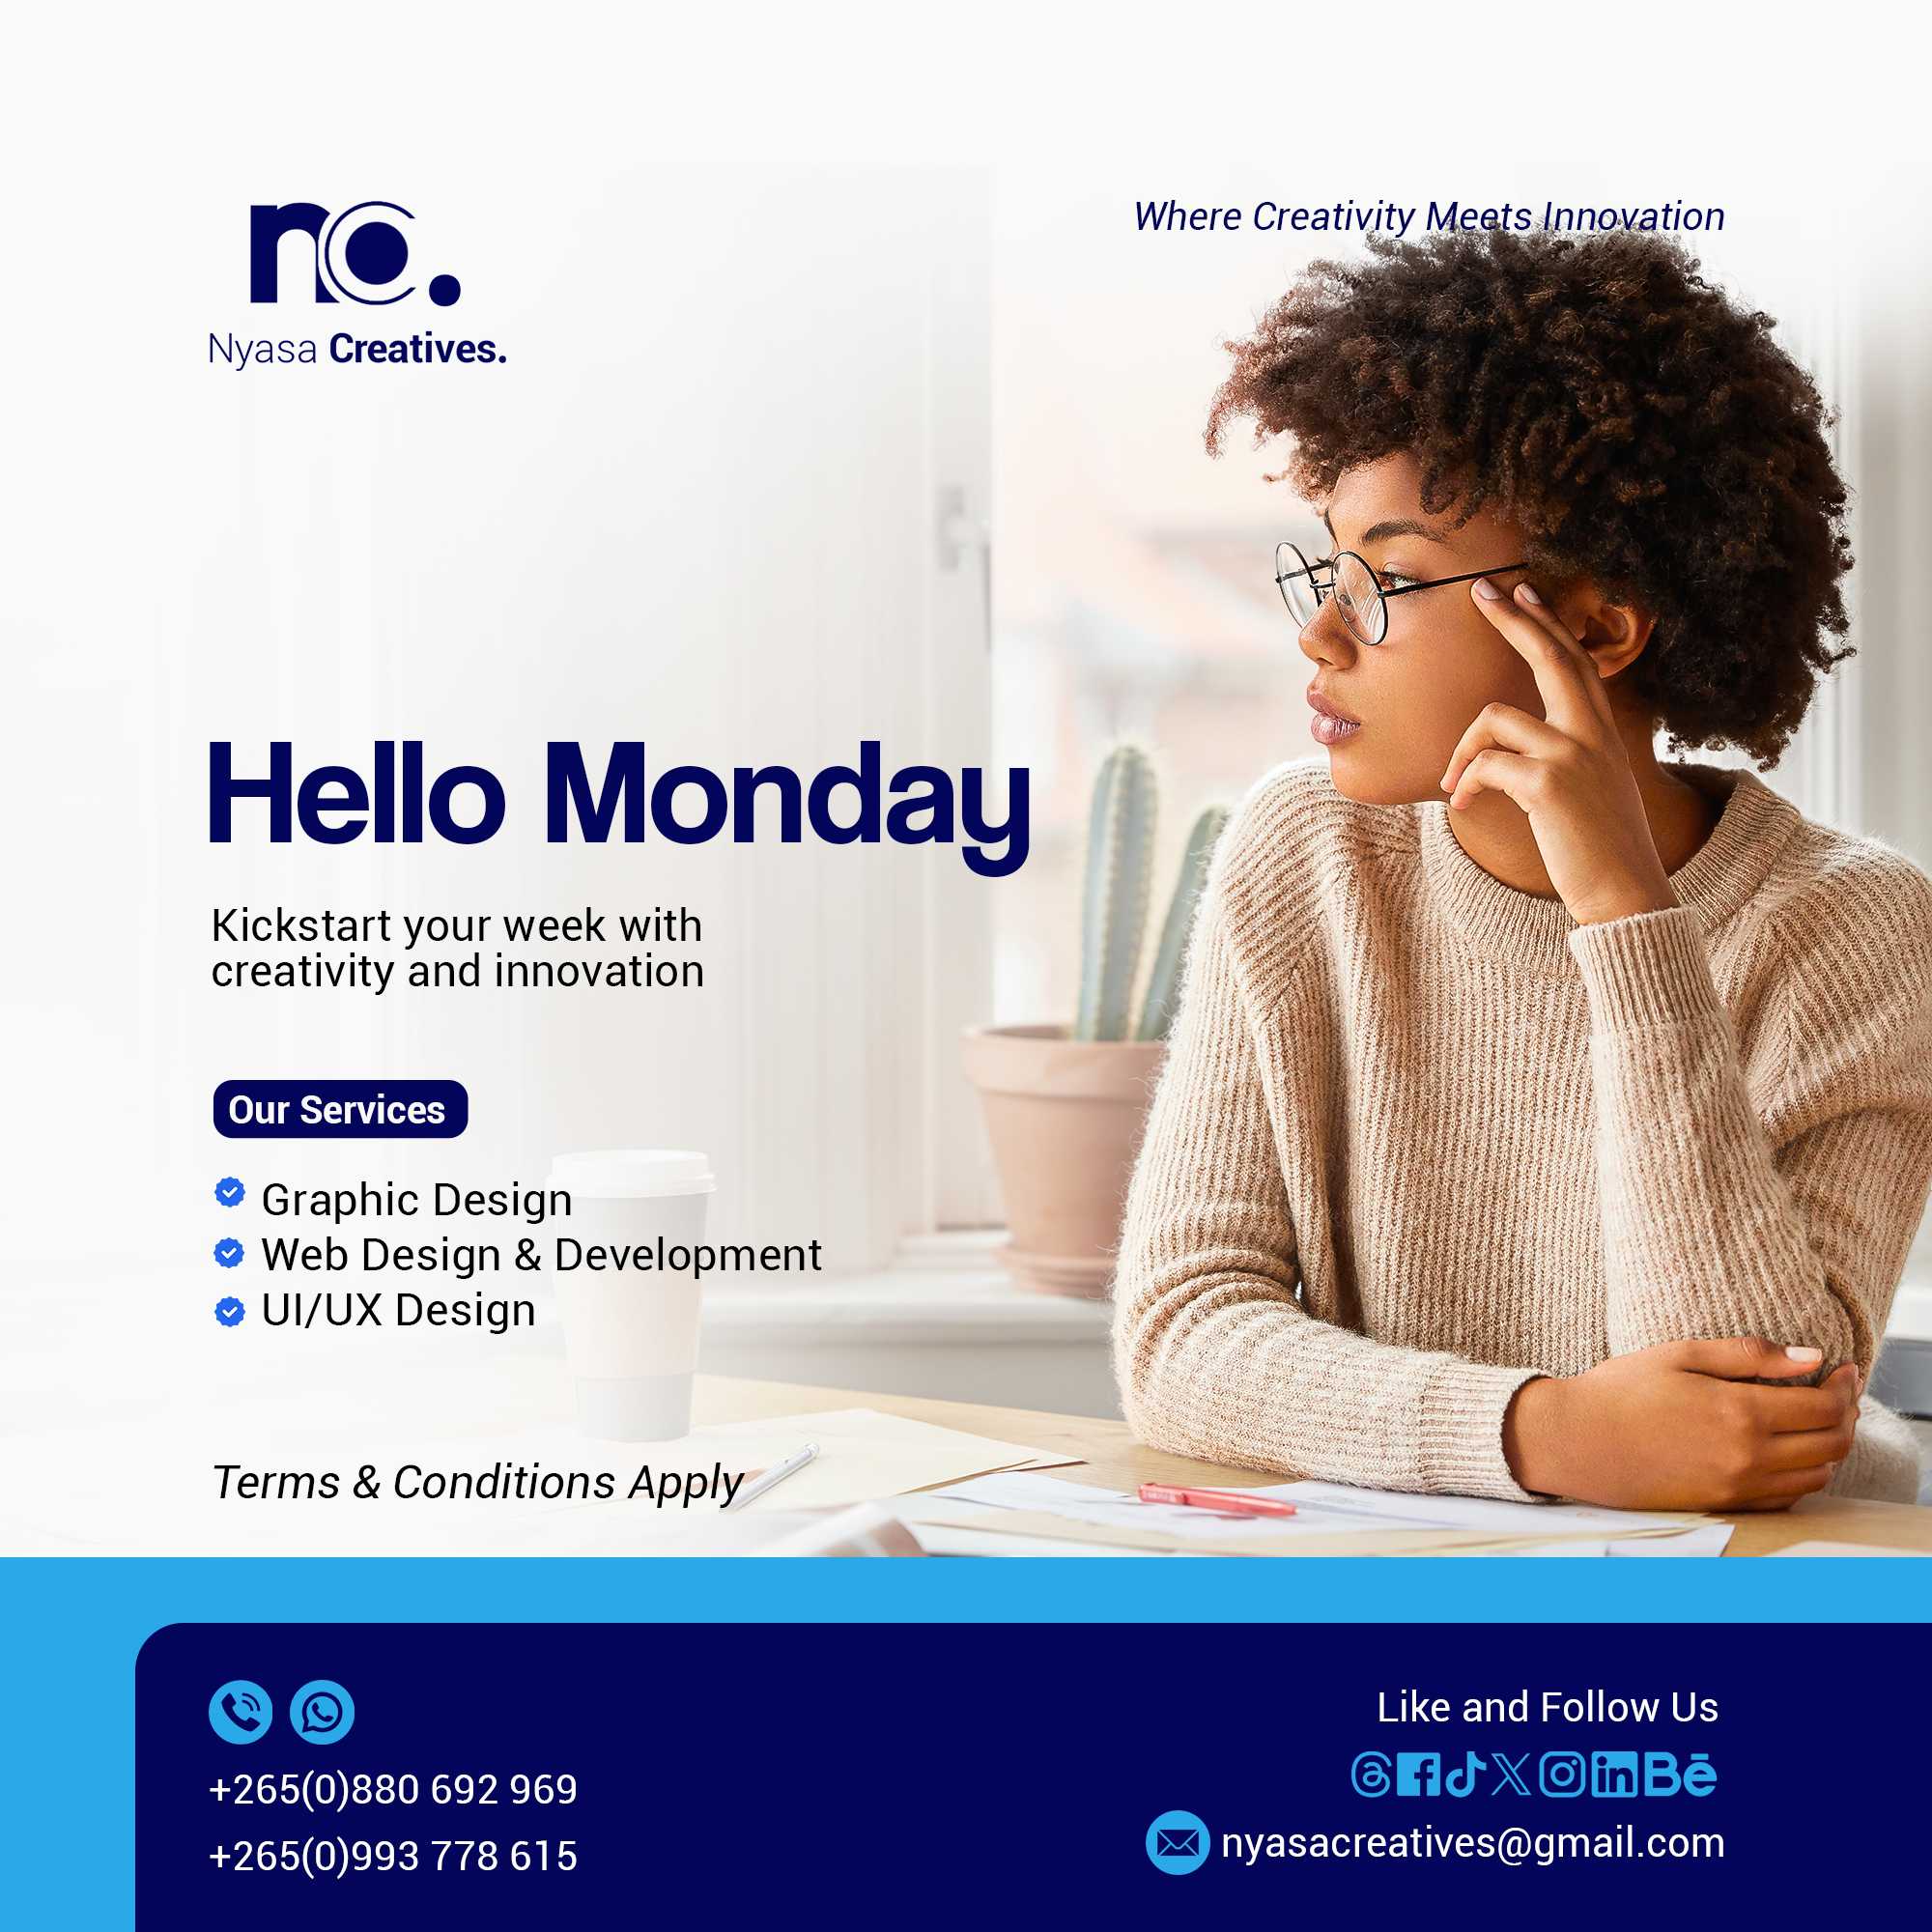 nc.
Nyasa Creatives.
Where Creativity Meets Innovation
Hello Monday
Kickstart your week with
creativity and innovation
Our Services
Graphic Design
Web Design & Development
UI/UX Design
Terms & Conditions Apply
+265(0)880 692 969
+265(0)993 778 615
Like and Follow Us
in Bē
nyasacreatives@gmail.com